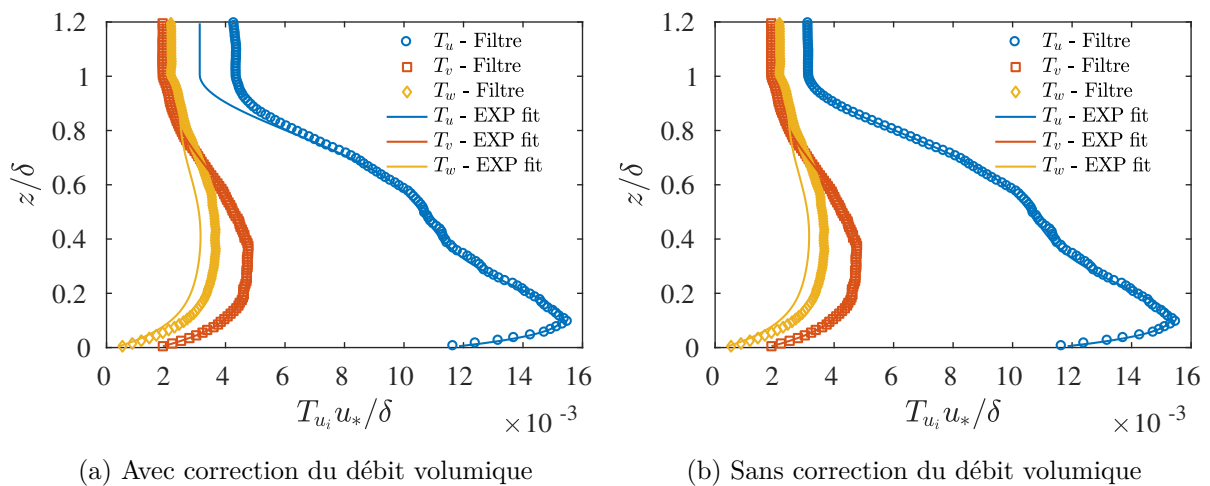 1.2
1
0.8
0.6
0.4
0.2
0
z/δ
T_u - Filtre
T_v - Filtre
T_w - Filtre
T_u - EXP fit
T_v - EXP fit
T_w - EXP fit
0 2 4 6 8 10 12 14 16
T_{u_i} u_*/δ
×10 -3
(a) Avec correction du débit volumique
1.2
1
0.8
0.6
0.4
0.2
0
z/δ
T_u - Filtre
T_v - Filtre
T_w - Filtre
T_u - EXP fit
T_v - EXP fit
T_w - EXP fit
0 2 4 6 8 10 12 14 16
T_{u_i} u_*/δ
×10 -3
(b) Sans correction du débit volumique